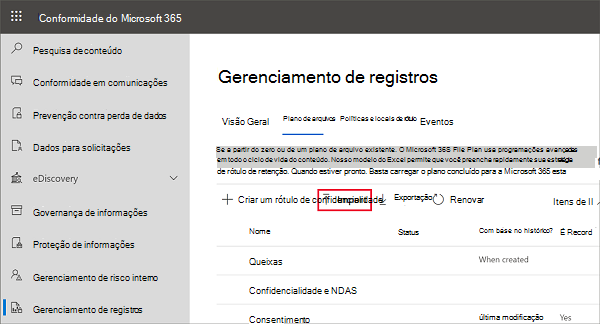 Conformidade do Microsoft 365
Pesquisa de conteúdo
Conformidade em comunicações
Prevenção contra perda de dados
Dados para solicitações
eDiscovery
Governança de informações
Proteção de informações
Gerenciamento de risco interno
Gerenciamento de registros
Gerenciamento de registros
Visão Geral Plano de arquivos Políticas e locais de rótulo Eventos
Se a partir do zero ou de um plano de arquivo existente. O Microsoft 365 File Plan use programações avançadas
em todo o ciclo de vida do conteúdo. Nosso modelo do Excel permite que você preencha rapidamente sua
de rótulo de retenção. Quando estiver pronto. Basta carregar o plano concluído para a Microsoft 365 esta
Criar um rótulo de confidencialidade Importar Exportação Renovar Itens de II
Nome Status Com base no histórico? É Record
Queixas When created
Confidencialidade e NDAS
Consentimento última modificação Yes